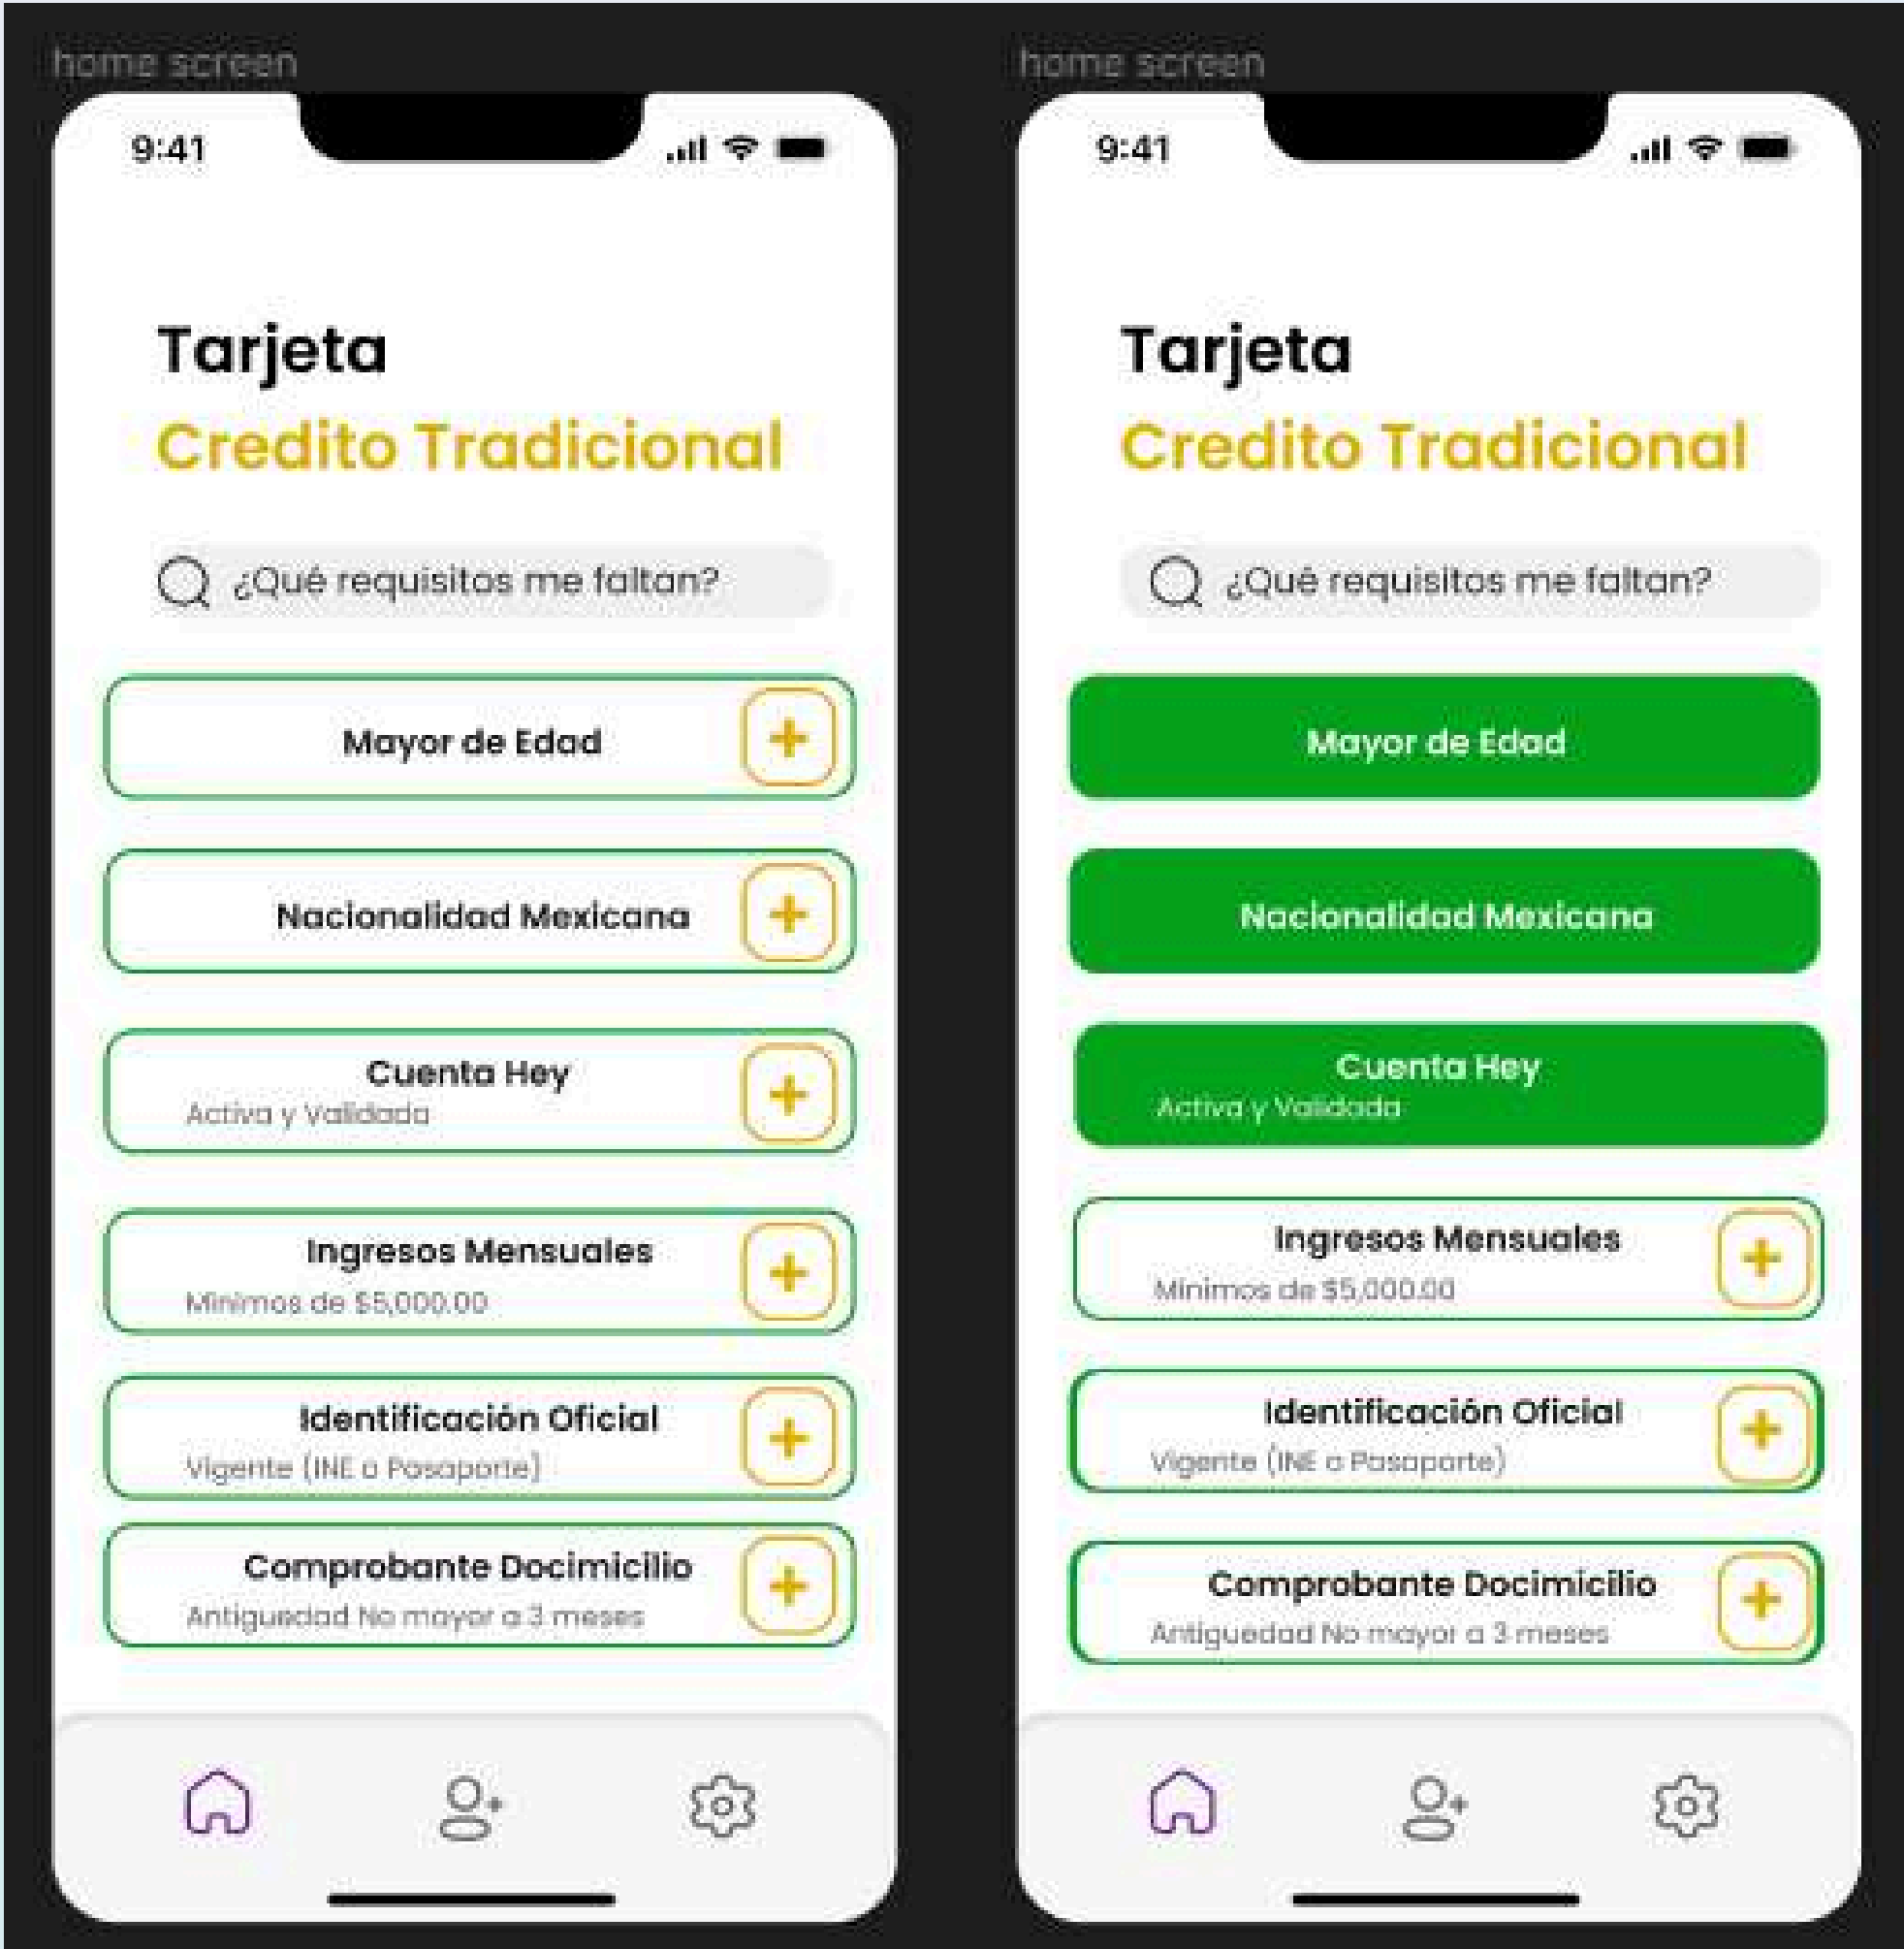 home screen
9:41
Tarjeta
Credito Tradicional
¿Qué requisitos me faltan?
Mayor de Edad
Nacionalidad Mexicana
Cuenta Hey
Activa y Validada
Ingresos Mensuales
Minimos de $5,000.00
Identificación Oficial
Vigente (INE o Pasaporte)
Comprobante Docimicilio
Antiguedad No mayor a 3 meses
home screen
9:41
Tarjeta
Credito Tradicional
¿Qué requisitos me faltan?
Mayor de Edad
Nacionalidad Mexicana
Cuenta Hey
Activa y Validada
Ingresos Mensuales
Minimos de $5,000.00
Identificación Oficial
Vigente (INE o Pasaporte)
Comprobante Docimicilio
Antiguedad No mayor a 3 meses